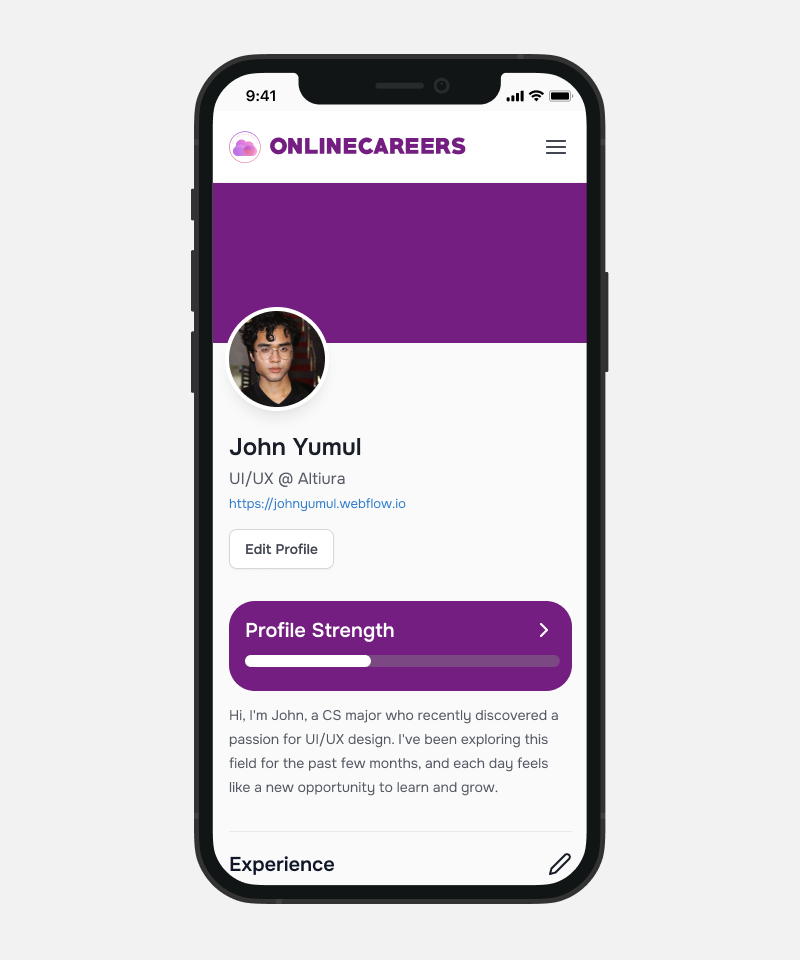 9:41
ONLINECAREERS
John Yumul
UI/UX @ Altiura
https://johnyumul.webflow.io
Edit Profile
Profile Strength
Hi, I'm John, a CS major who recently discovered a
passion for UI/UX design. I've been exploring this
field for the past few months, and each day feels
like a new opportunity to learn and grow.
Experience